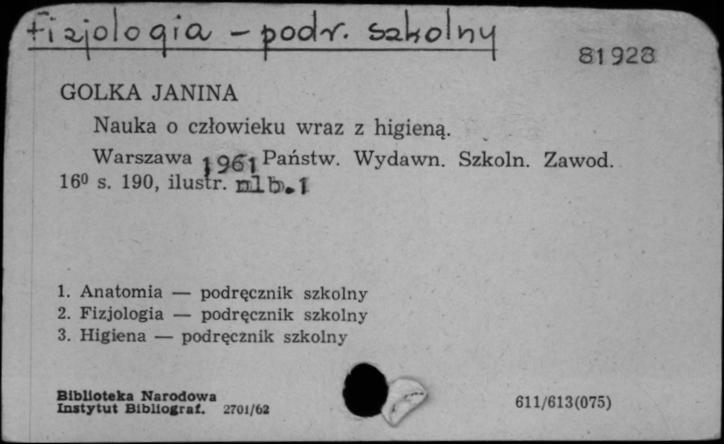 Fizjologia - podr. szkolny
81928
GOLKA JANINA
Nauka o człowieku wraz z higieną.
Warszawa 1961 Państw. Wydawn. Szkoln. Zawod.
16⁰ s. 190, ilustr. nlb.1
1. Anatomia — podręcznik szkolny
2. Fizjologia — podręcznik szkolny
3. Higiena — podręcznik szkolny
Biblioteka Narodowa
Instytut Bibliograf. 2701/62
611/613(075)